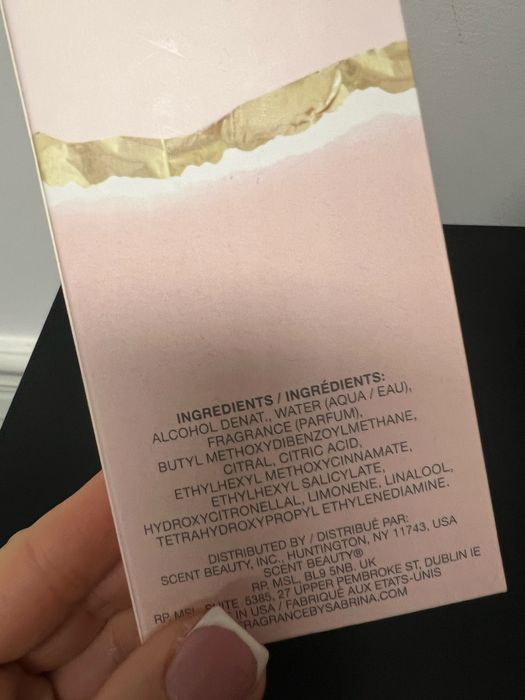 INGREDIENTS / INGRÉDIENTS:
ALCOHOL DENAT., WATER (AQUA / EAU),
FRAGRANCE (PARFUM),
BUTYL METHOXYDIBENZOYLMETHANE,
CITRAL, CITRIC ACID,
ETHYLHEXYL METHOXYCINNAMATE,
ETHYLHEXYL SALICYLATE,
HYDROXYCITRONELLAL, LIMONENE, LINALOOL,
TETRAHYDROXYPROPYL ETHYLENEDIAMINE.
DISTRIBUTED BY / DISTRIBUÉ PAR:
SCENT BEAUTY, INC., HUNTINGTON, NY 11743, USA
SCENT BEAUTY®
RP, MSL, BL9 5NB. UK
RP, MSL, SUITE 5385, 27 UPPER PEMBROKE ST, DUBLIN IE
IN USA / FABRIQUÉ AUX ETATS-UNIS
FRAGRANCEBYSABRINA.COM